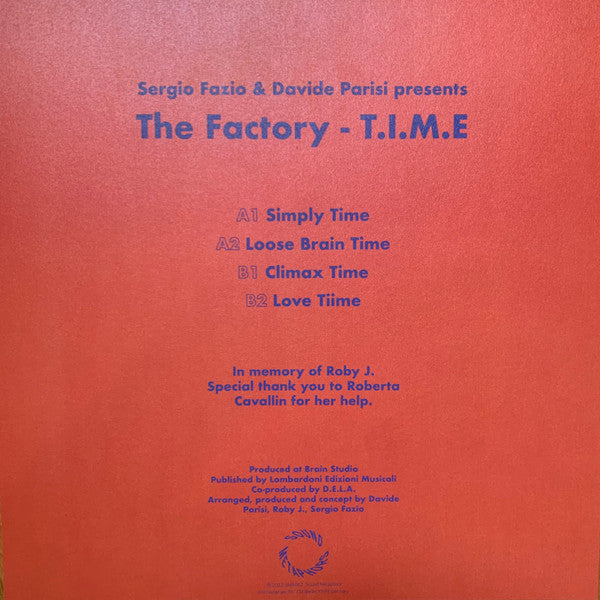 Sergio Fazio & Davide Parisi presents
The Factory - T.I.M.E
A1 Simply Time
A2 Loose Brain Time
B1 Climax Time
B2 Love Tiime
In memory of Roby J.
Special thank you to Roberta
Cavallin for her help.
Produced at Brain Studio
Published by Lombardoni Edizioni Musicali
Co-produced by D.E.L.A.
Arranged, produced and concept by Davide
Parisi, Roby J., Sergio Fazio
SOUND
METAPHORS